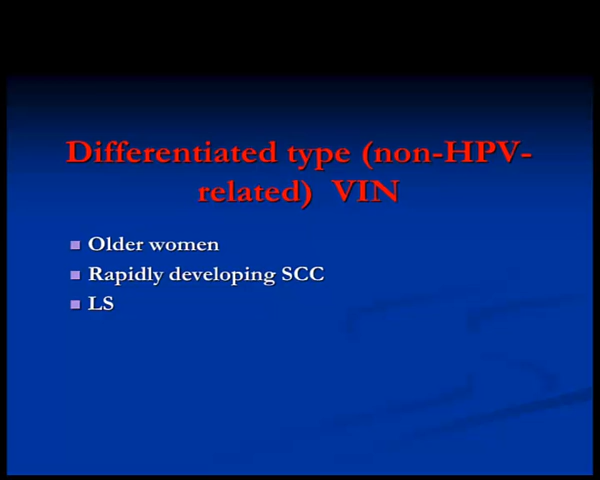 Differentiated type (non-HPV-
related) VIN
Older women
Rapidly developing SCC
LS